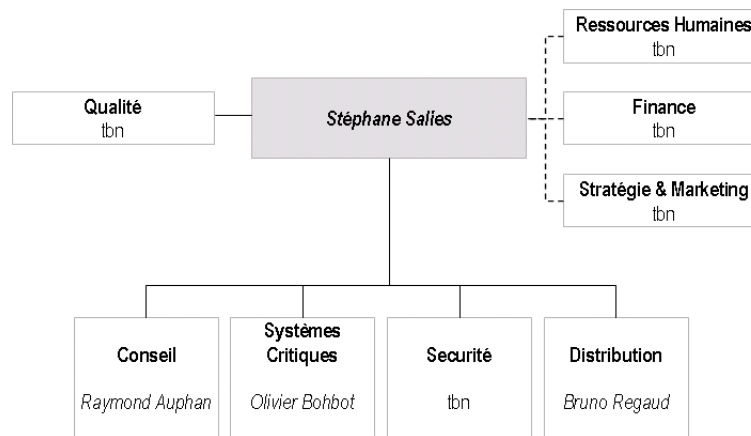 Ressources Humaines
tbn
Qualité
tbn
Stéphane Salies
Finance
tbn
Stratégie & Marketing
tbn
Conseil
Raymond Auphan
Systèmes
Critiques
Olivier Bohbot
Securité
tbn
Distribution
Bruno Regaud